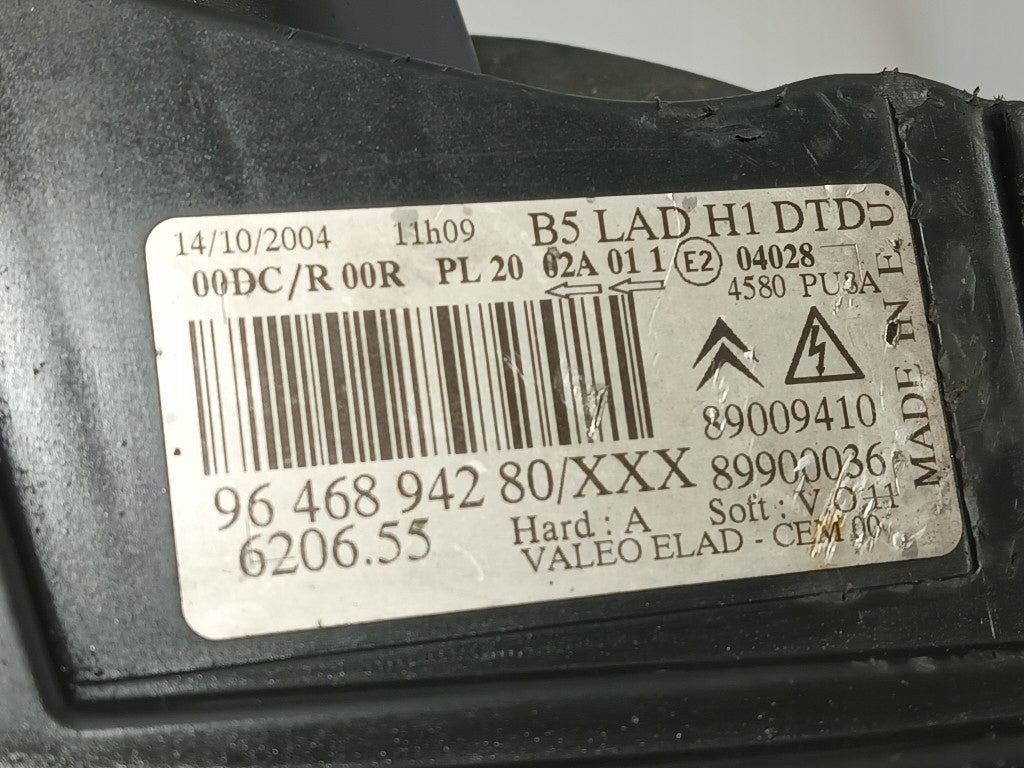 14/10/2004 11h09 B5 LAD H1 DTD
00DC/R 00R PL 20 02A 01 1 E2 04028
4580 PU3A
89009410
96 468 942 80/XXX 89900036
6206.55 Hard : A Soft : V.O.11
VALEO ELAD - CEM 00
MADE IN E.U.